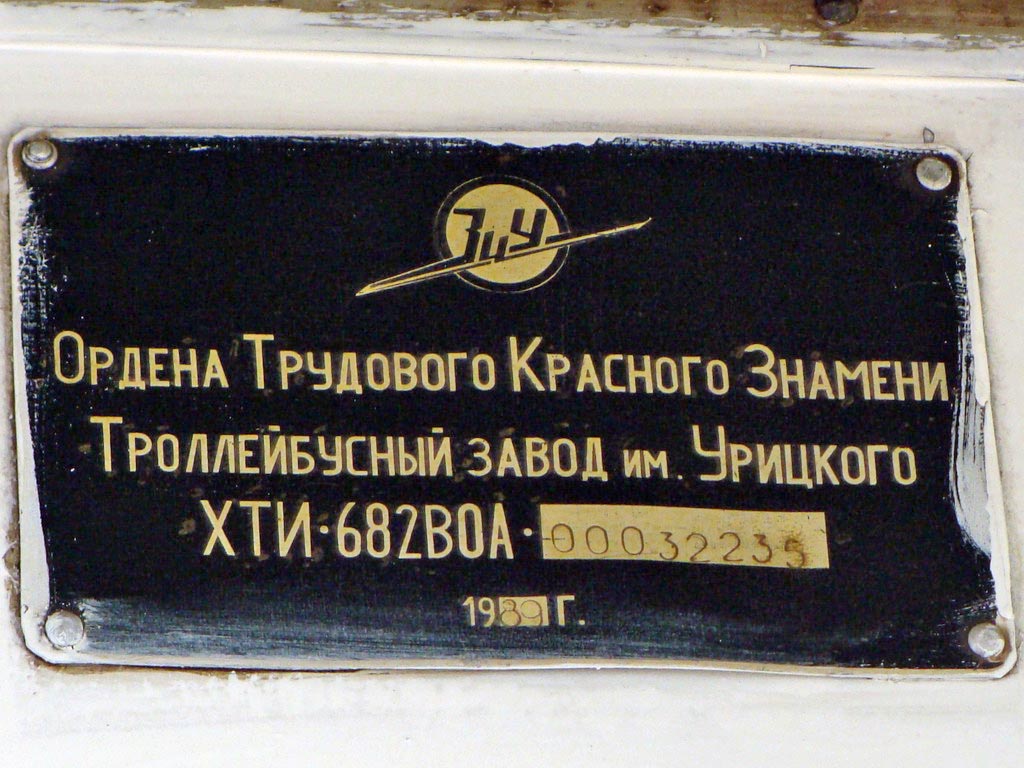 ЗиУ
Ордена Трудового Красного Знамени
Троллейбусный завод им. Урицкого
ХТИ·682В0А·00032235
1989 г.